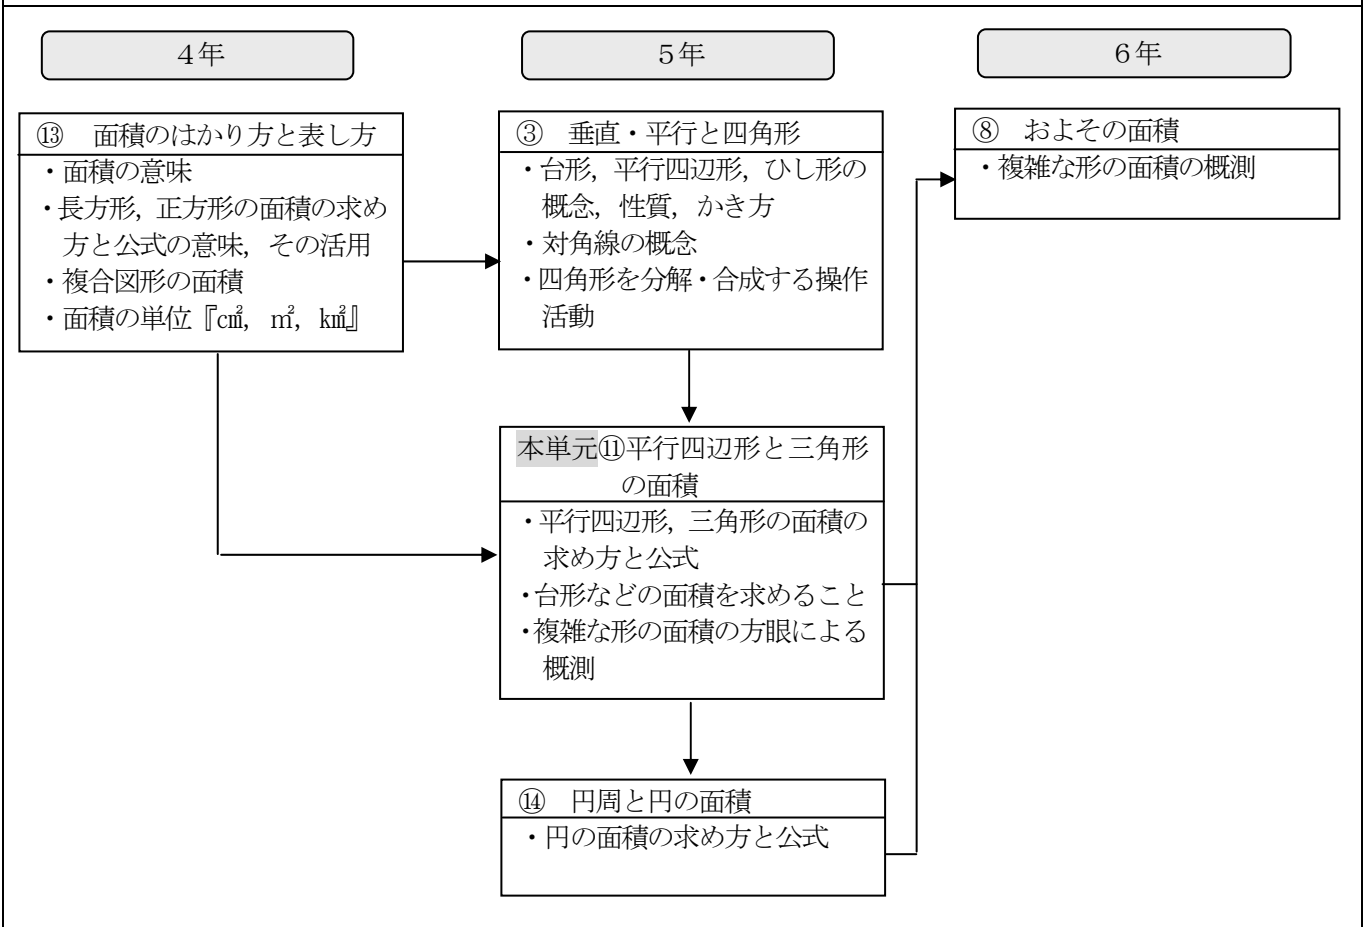 ４年
５年
６年
⑬　面積のはかり方と表し方
・面積の意味
・長方形，正方形の面積の求め
方と公式の意味，その活用
・複合図形の面積
・面積の単位『㎠，㎡，㎢』
③　垂直・平行と四角形
・台形，平行四辺形，ひし形の
概念，性質，かき方
・対角線の概念
・四角形を分解・合成する操作
活動
⑧　およその面積
・複雑な形の面積の概測
本単元⑪平行四辺形と三角形
の面積
・平行四辺形，三角形の面積の
求め方と公式
・台形などの面積を求めること
・複雑な形の面積の方眼による
概測
⑭　円周と円の面積
・円の面積の求め方と公式